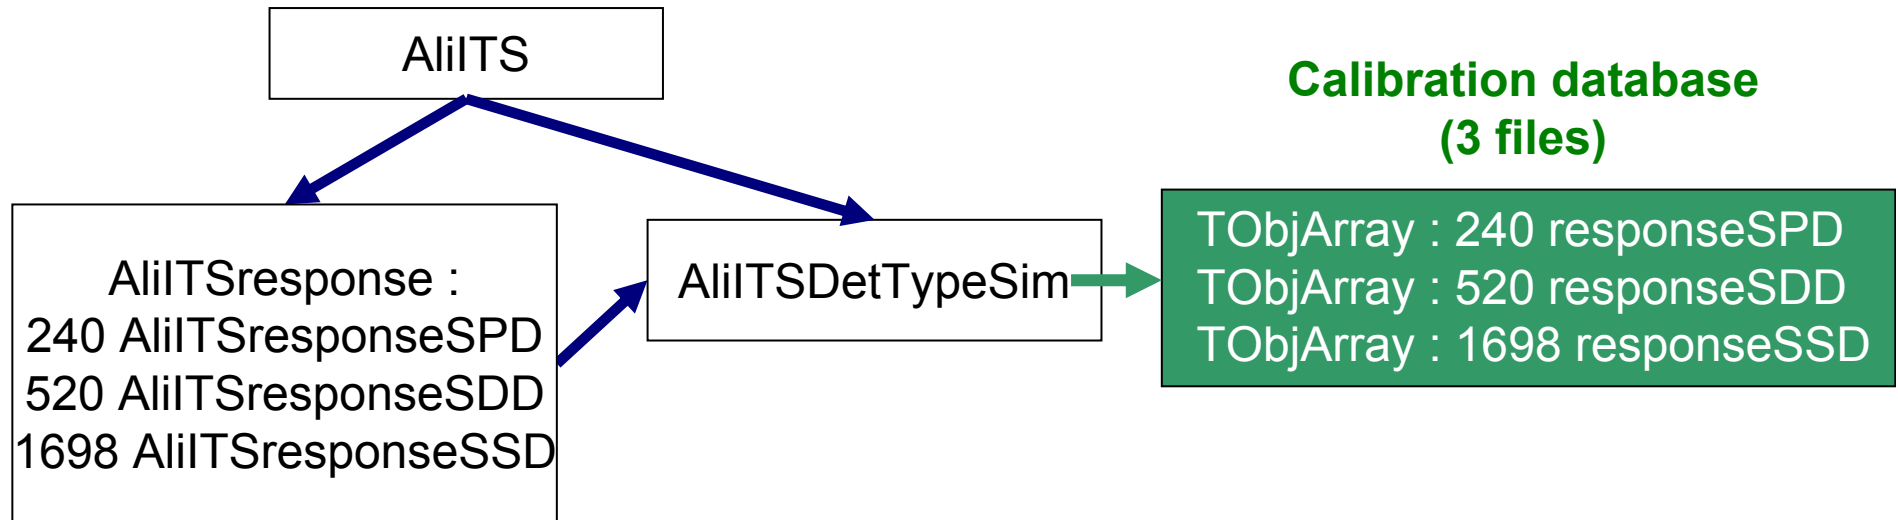 AliITS
Calibration database
(3 files)
AliITSresponse :
240 AliITSresponseSPD
520 AliITSresponseSDD
1698 AliITSresponseSSD
AliITSDetTypeSim
TObjArray : 240 responseSPD
TObjArray : 520 responseSDD
TObjArray : 1698 responseSSD